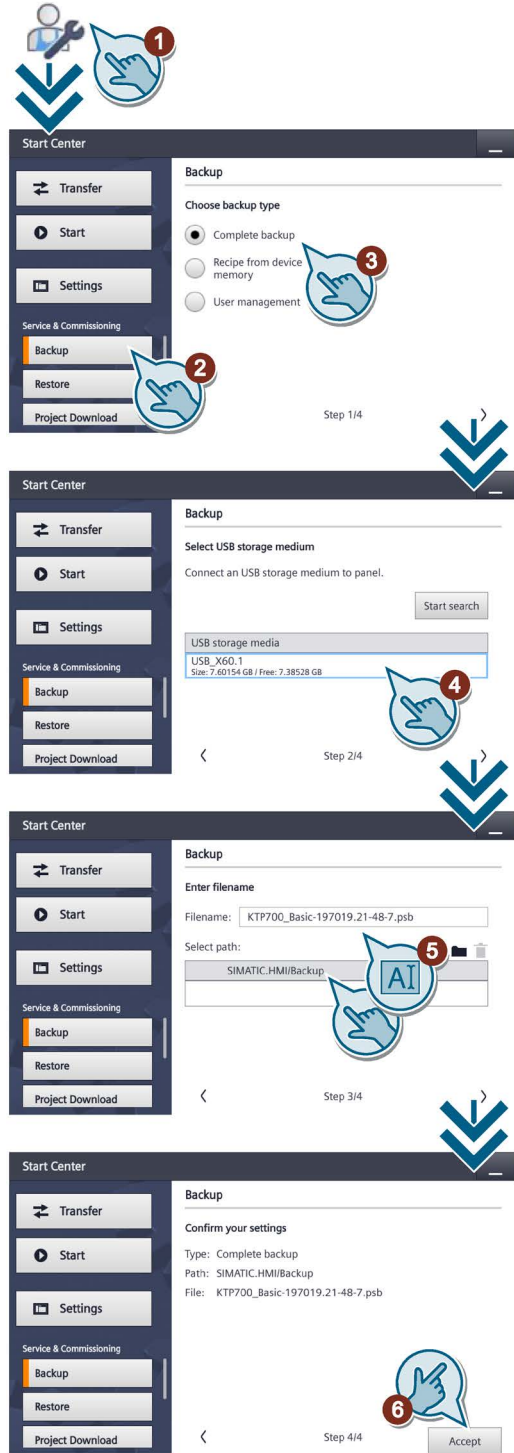 1
Start Center
Transfer
Start
Settings
Service & Commissioning
Backup
Restore
Project Download
Backup
Choose backup type
Complete backup
Recipe from device
memory
User management
3
2
Step 1/4
Start Center
Transfer
Start
Settings
Service & Commissioning
Backup
Restore
Project Download
Backup
Select USB storage medium
Connect an USB storage medium to panel.
Start search
USB storage media
USB_X60.1
Size: 7.60154 GB / Free: 7.38528 GB
4
Step 2/4
Start Center
Transfer
Start
Settings
Service & Commissioning
Backup
Restore
Project Download
Backup
Enter filename
Filename: KTP700_Basic-197019.21-48-7.psb
Select path:
5
SIMATIC.HMI/Backup
A
Step 3/4
Start Center
Transfer
Start
Settings
Service & Commissioning
Backup
Restore
Project Download
Backup
Confirm your settings
Type: Complete backup
Path: SIMATIC.HMI/Backup
File: KTP700_Basic-197019.21-48-7.psb
6
Step 4/4
Accept